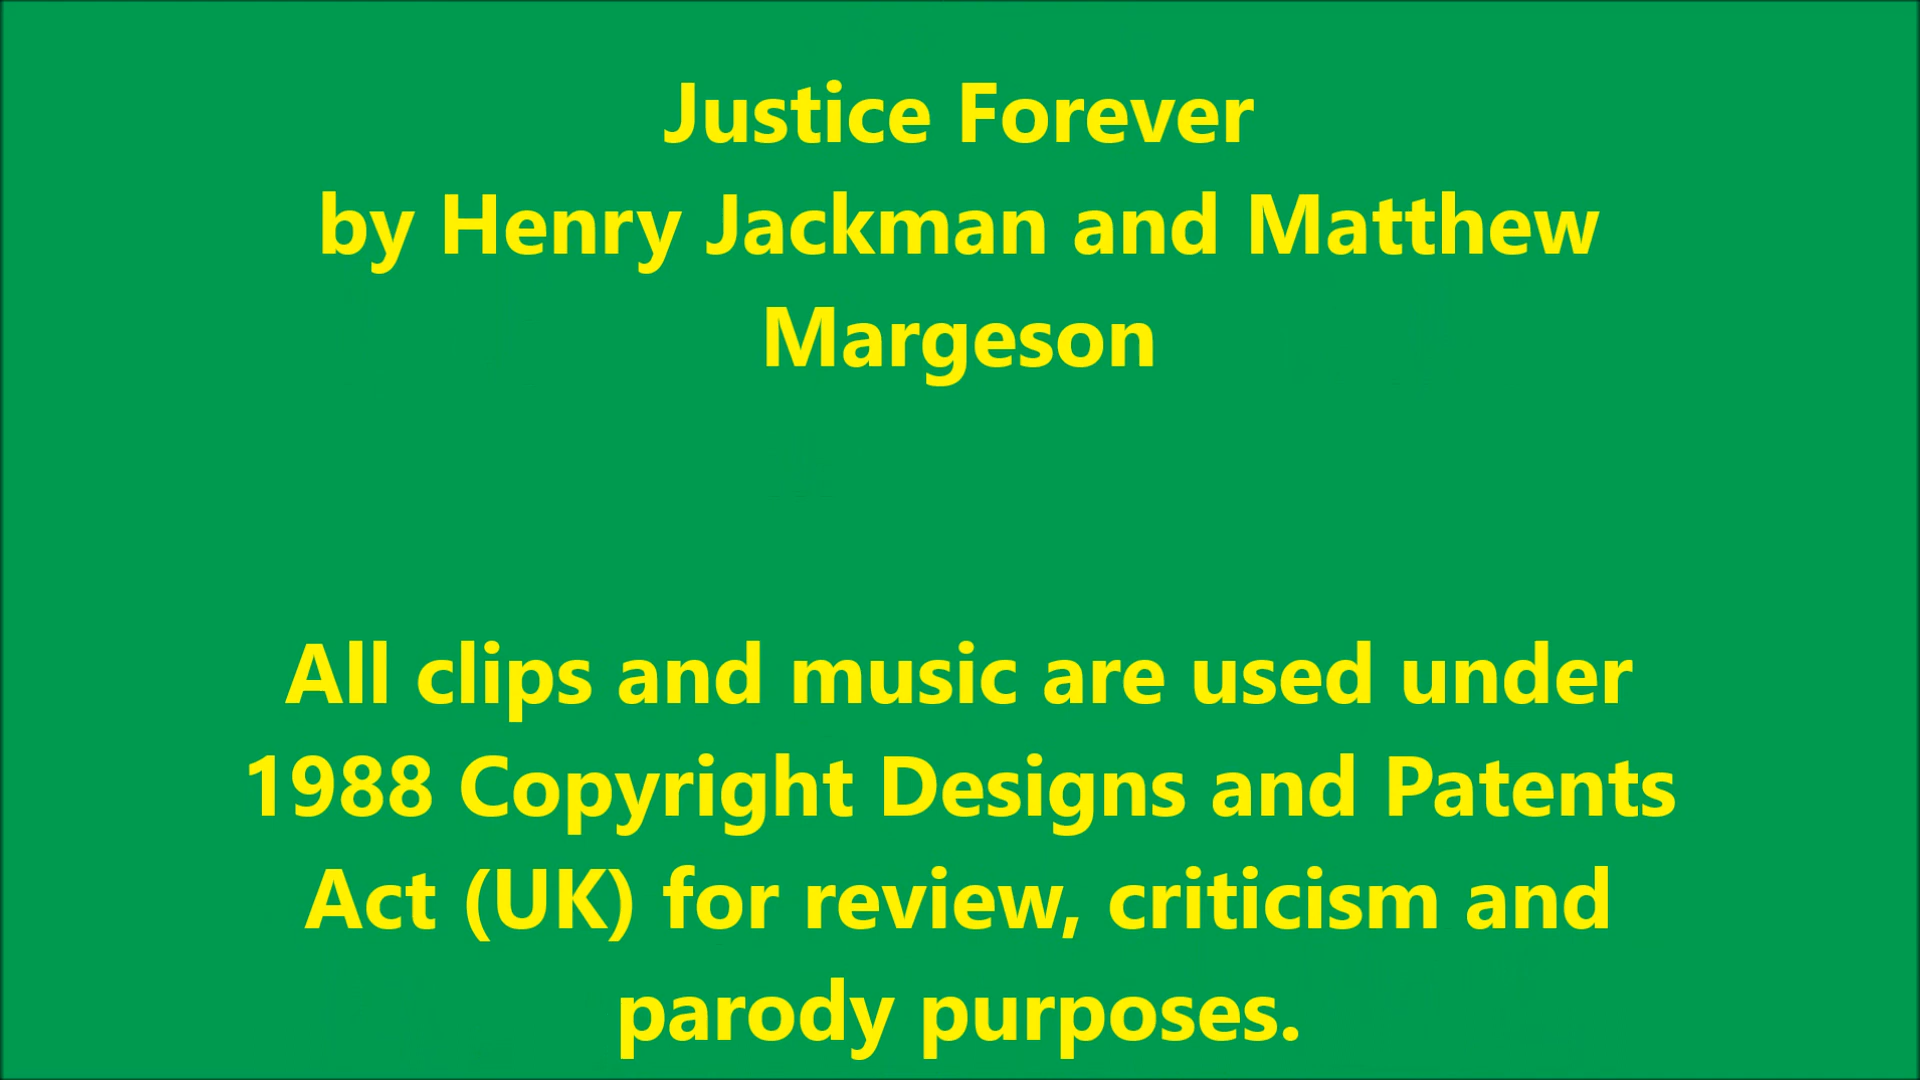 Justice Forever
by Henry Jackman and Matthew
Margeson
All clips and music are used under
1988 Copyright Designs and Patents
Act (UK) for review, criticism and
parody purposes.